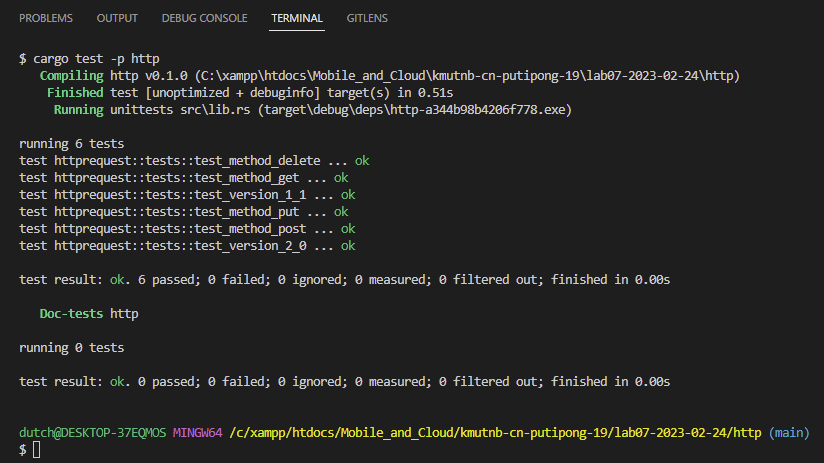 PROBLEMS OUTPUT DEBUG CONSOLE TERMINAL GITLENS
$ cargo test -p http
Compiling http v0.1.0 (C:\xampp\htdocs\Mobile_and_Cloud\kmutnb-cn-putipong-19\lab07-2023-02-24\http)
Finished test [unoptimized + debuginfo] target(s) in 0.51s
Running unittests src\lib.rs (target\debug\deps\http-a344b98b4206f778.exe)
running 6 tests
test httprequest::tests::test_method_delete ... ok
test httprequest::tests::test_method_get ... ok
test httprequest::tests::test_version_1_1 ... ok
test httprequest::tests::test_method_put ... ok
test httprequest::tests::test_method_post ... ok
test httprequest::tests::test_version_2_0 ... ok
test result: ok. 6 passed; 0 failed; 0 ignored; 0 measured; 0 filtered out; finished in 0.00s
Doc-tests http
running 0 tests
test result: ok. 0 passed; 0 failed; 0 ignored; 0 measured; 0 filtered out; finished in 0.00s
dutch@DESKTOP-37EQMOS MINGW64 /c/xampp/htdocs/Mobile_and_Cloud/kmutnb-cn-putipong-19/lab07-2023-02-24/http (main)
$